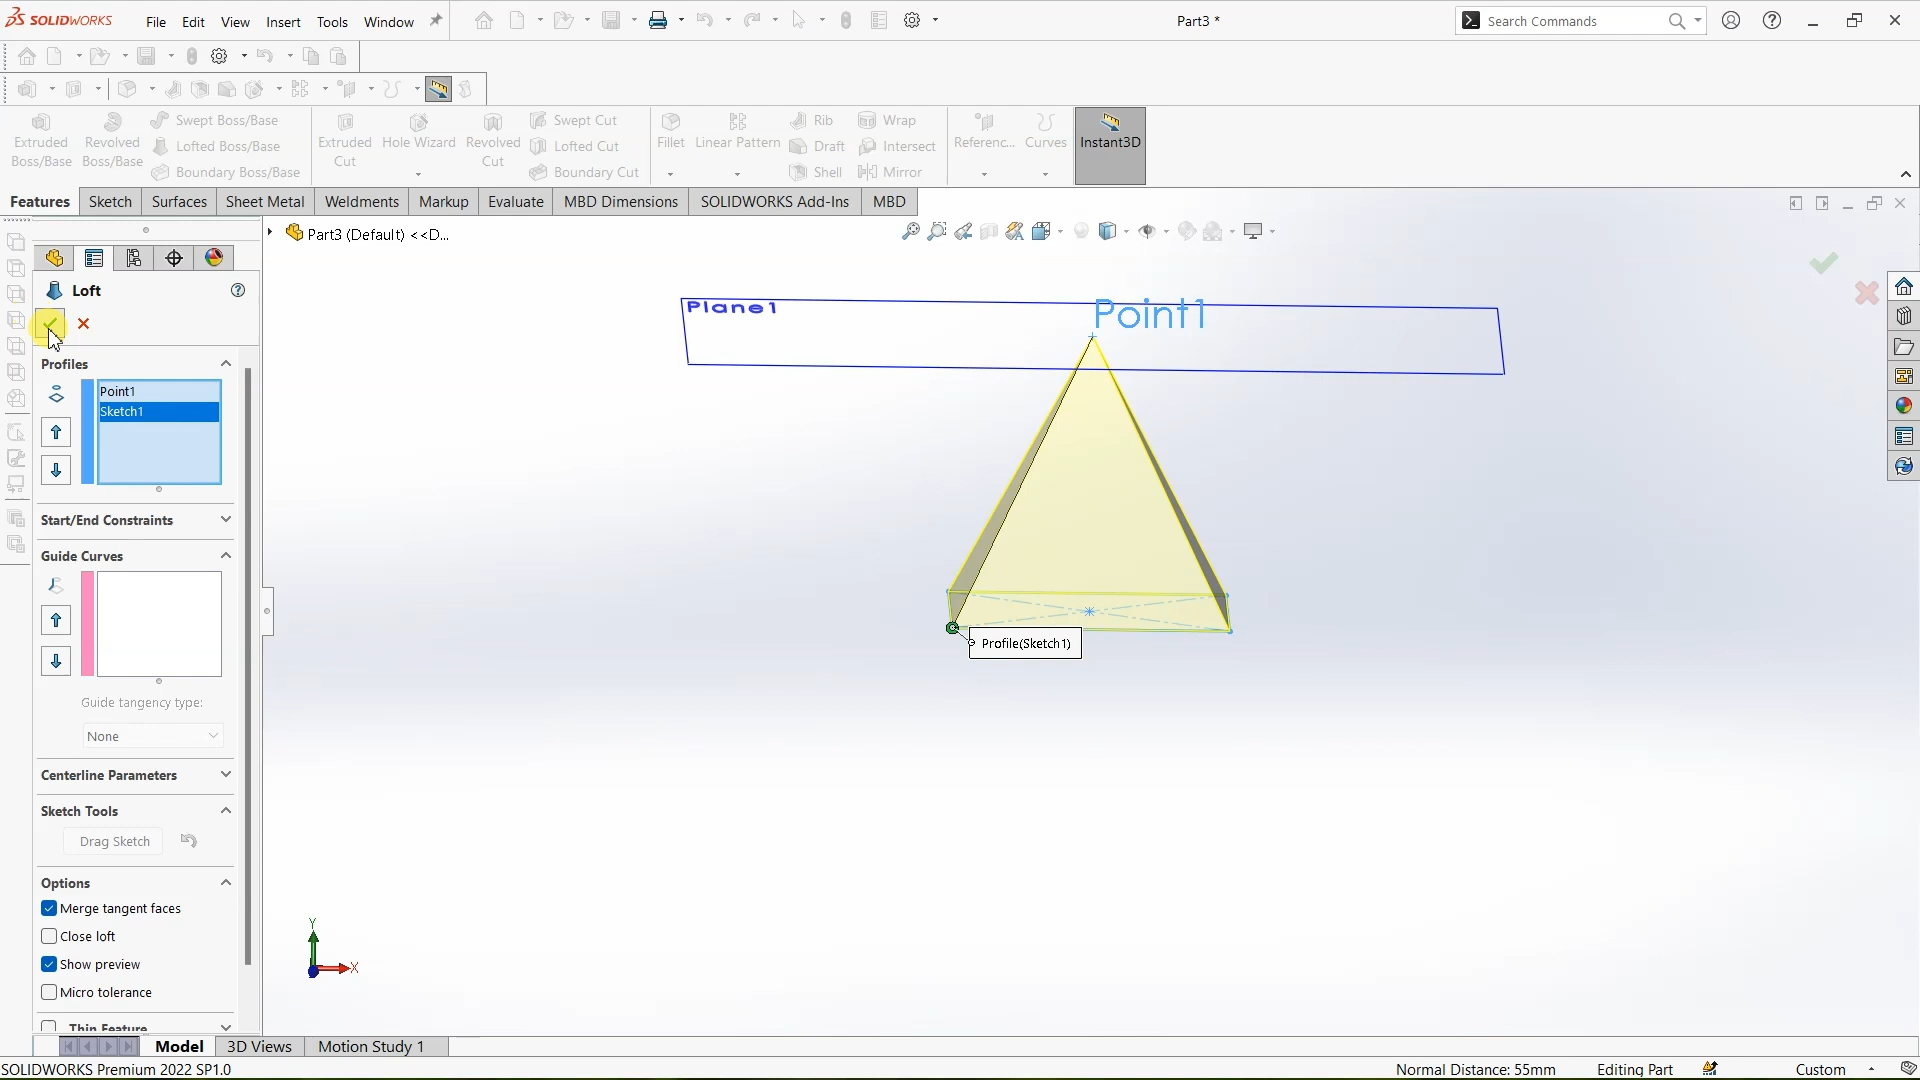 SOLIDWORKS File Edit View Insert Tools Window Part3 * Search Commands
Extruded Boss/Base
Revolved Boss/Base
Swept Boss/Base
Lofted Boss/Base
Boundary Boss/Base
Extruded Cut
Hole Wizard
Revolved Cut
Swept Cut
Lofted Cut
Boundary Cut
Fillet
Linear Pattern
Rib
Draft
Shell
Wrap
Intersect
Mirror
Referenc...
Curves
Instant3D
Features Sketch Surfaces Sheet Metal Weldments Markup Evaluate MBD Dimensions SOLIDWORKS Add-Ins MBD
Part3 (Default) <<D...
Loft
Profiles
Point1
Sketch1
Start/End Constraints
Guide Curves
Guide tangency type:
None
Centerline Parameters
Sketch Tools
Drag Sketch
Options
Merge tangent faces
Close loft
Show preview
Micro tolerance
Thin Feature
Plane1
Point1
Profile(Sketch1)
Y
X
Model 3D Views Motion Study 1
SOLIDWORKS Premium 2022 SP1.0 Normal Distance: 55mm Editing Part Custom